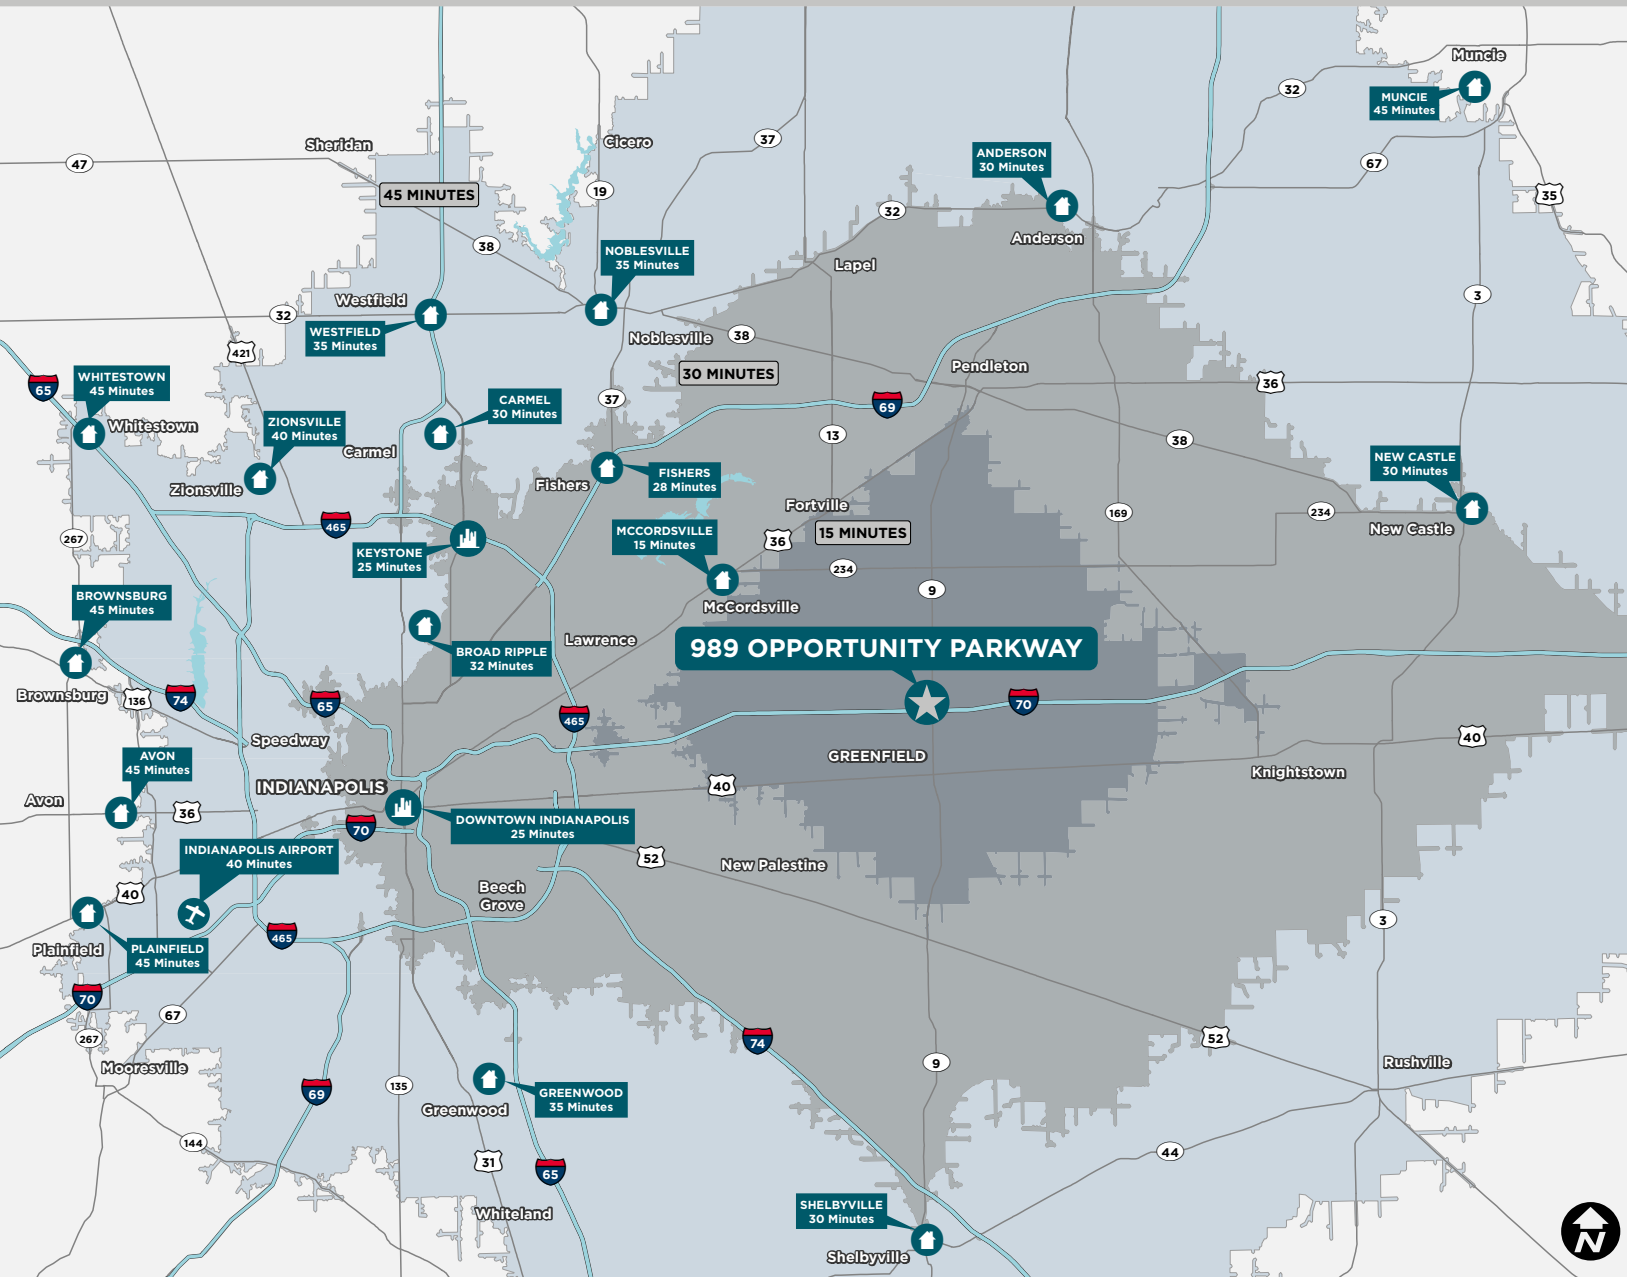 Muncie
32
MUNCIE
45 Minutes
Sheridan
Cicero
37
47
ANDERSON
30 Minutes
67
45 MINUTES
19
35
32
38
Anderson
NOBLESVILLE
35 Minutes
Lapel
Westfield
3
32
WESTFIELD
35 Minutes
Noblesville
38
421
Pendleton
30 MINUTES
WHITESTOWN
45 Minutes
65
36
CARMEL
30 Minutes
37
69
Whitestown
ZIONSVILLE
40 Minutes
13
38
Carmel
NEW CASTLE
30 Minutes
FISHERS
28 Minutes
Fishers
Zionsville
Fortville
169
234
465
New Castle
MCCORDSVILLE
15 Minutes
15 MINUTES
267
36
KEYSTONE
25 Minutes
234
9
BROWNSBURG
45 Minutes
McCordsville
Lawrence
989 OPPORTUNITY PARKWAY
BROAD RIPPLE
32 Minutes
Brownsburg
136
74
65
70
465
Speedway
40
AVON
45 Minutes
GREENFIELD
Knightstown
INDIANAPOLIS
40
Avon
36
70
DOWNTOWN INDIANAPOLIS
25 Minutes
INDIANAPOLIS AIRPORT
40 Minutes
52
New Palestine
40
Beech
Grove
3
465
Plainfield
PLAINFIELD
45 Minutes
70
67
267
74
52
Mooresville
9
Rushville
69
135
GREENWOOD
35 Minutes
Greenwood
144
44
31
65
SHELBYVILLE
30 Minutes
Whiteland
N
Shelbyville